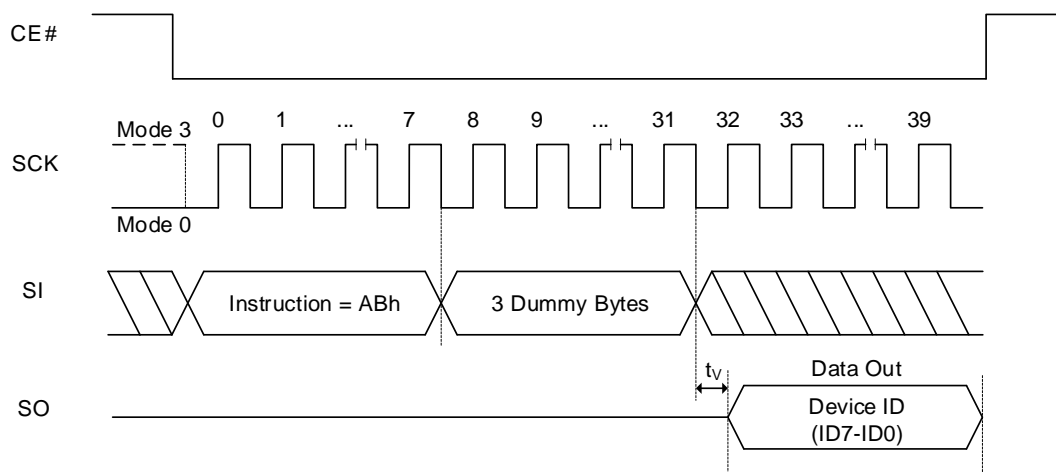 CE#
0 1 ... 7 8 9 ... 31 32 33 ... 39
Mode 3
SCK
Mode 0
SI
Instruction = ABh
3 Dummy Bytes
tV
Data Out
SO
Device ID
(ID7-ID0)